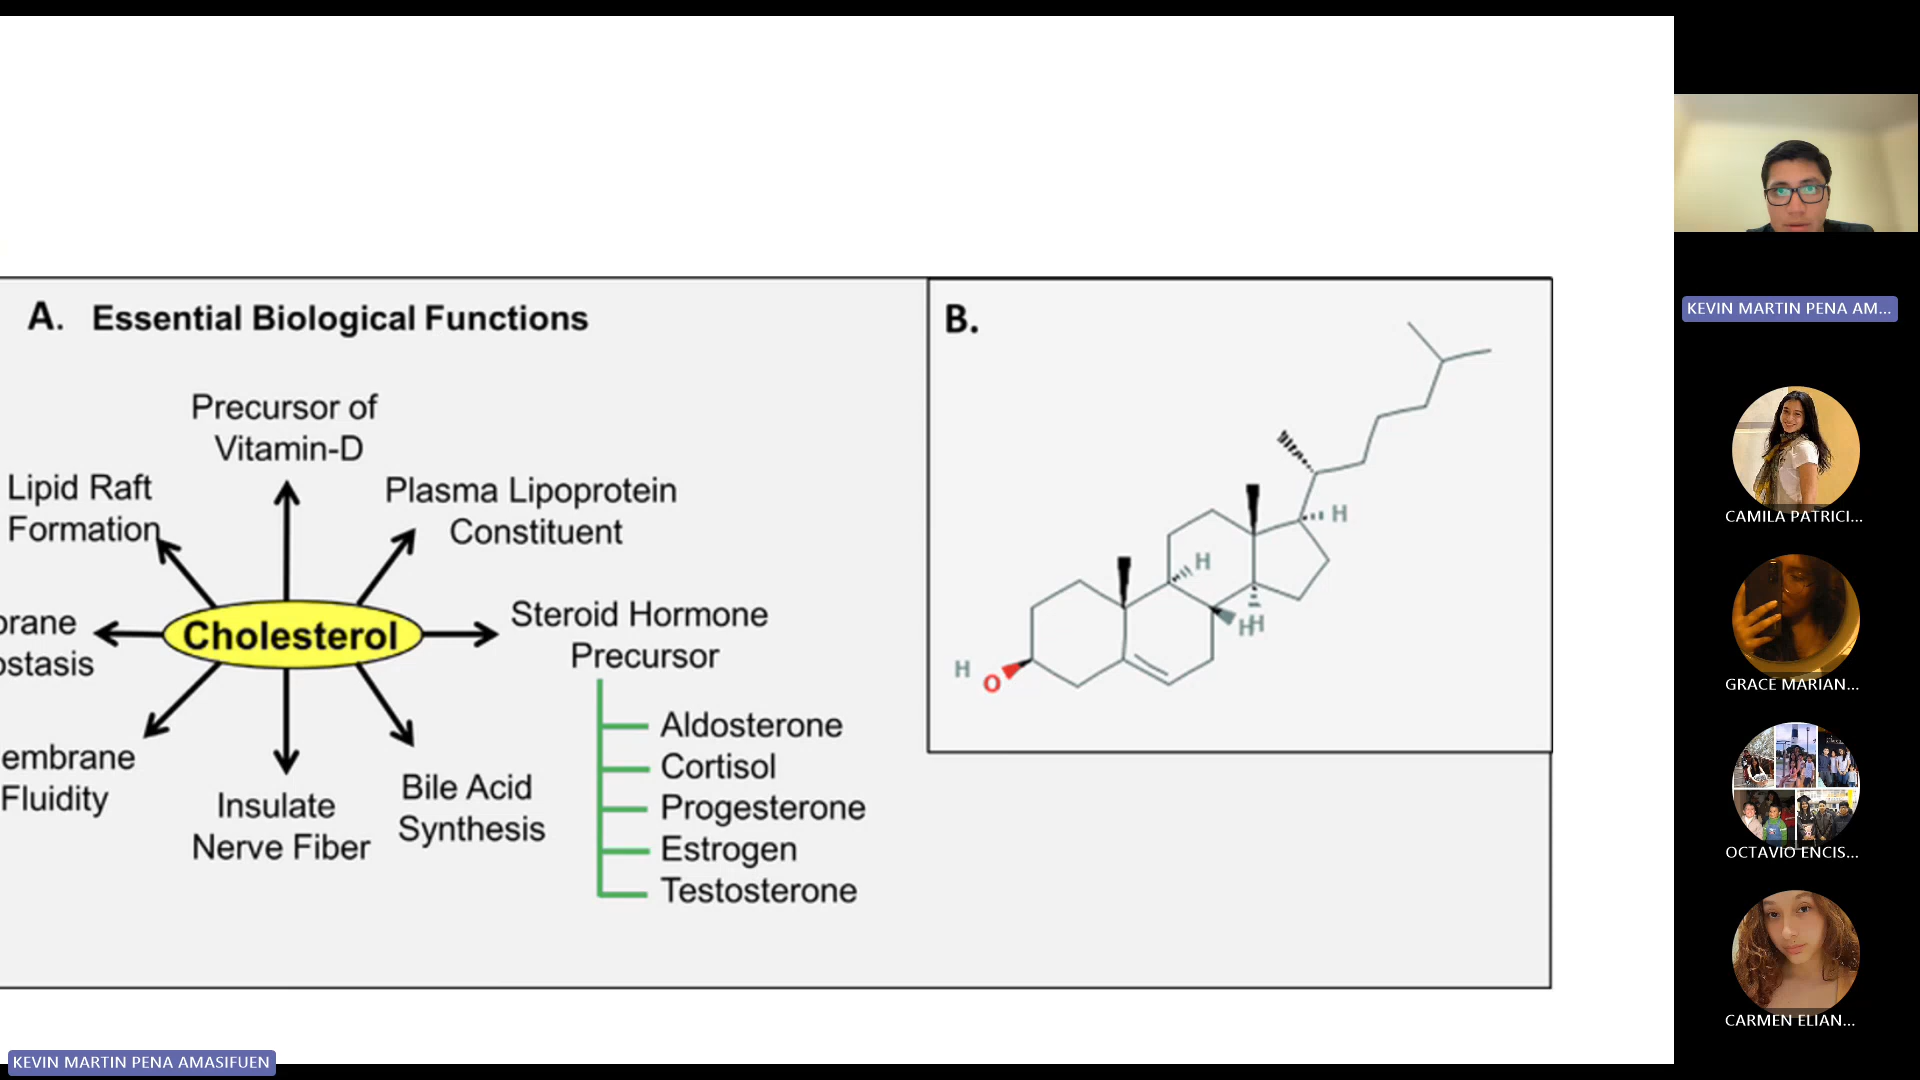 A. Essential Biological Functions
Precursor of
Vitamin-D
Lipid Raft
Formation
Plasma Lipoprotein
Constituent
brane
ostasis
Cholesterol
Steroid Hormone
Precursor
embrane
Fluidity
Insulate
Nerve Fiber
Bile Acid
Synthesis
Aldosterone
Cortisol
Progesterone
Estrogen
Testosterone
B.
H
H
H
H
H
O
KEVIN MARTIN PENA AM...
CAMILA PATRICI...
GRACE MARIAN...
OCTAVIO ENCIS...
CARMEN ELIAN...
KEVIN MARTIN PENA AMASIFUEN